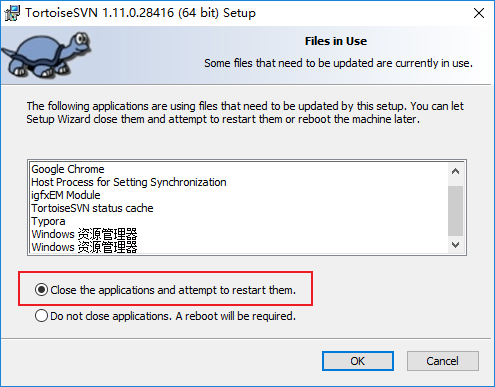 TortoiseSVN 1.11.0.28416 (64 bit) Setup
Files in Use
Some files that need to be updated are currently in use.
The following applications are using files that need to be updated by this setup. You can let
Setup Wizard close them and attempt to restart them or reboot the machine later.
Google Chrome
Host Process for Setting Synchronization
igfxEM Module
TortoiseSVN status cache
Typora
Windows 资源管理器
Windows 资源管理器
Close the applications and attempt to restart them.
Do not close applications. A reboot will be required.
OK
Cancel